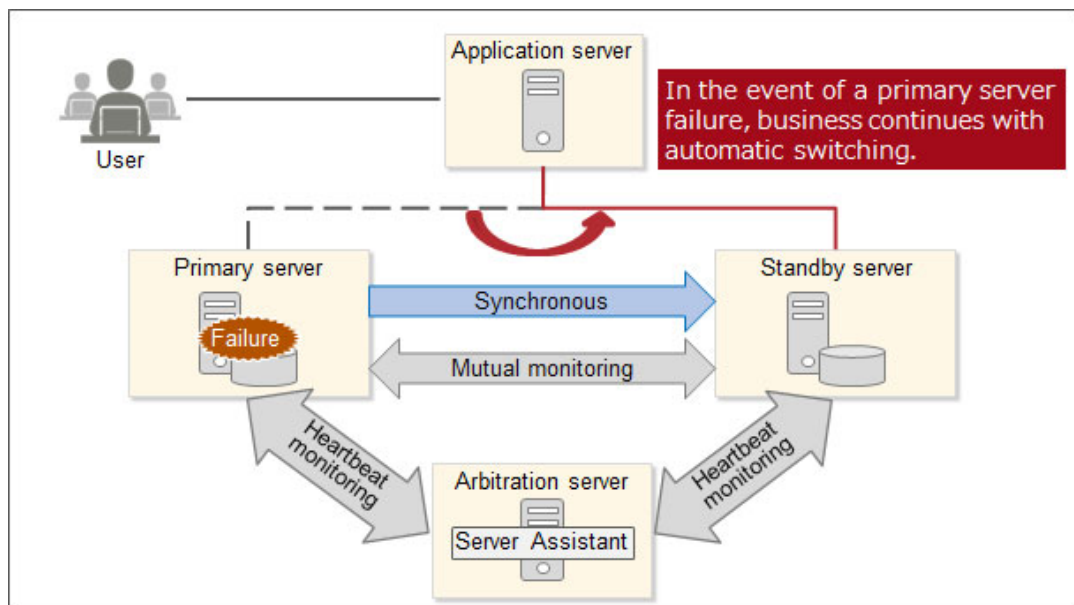 Application server
In the event of a primary server
failure, business continues with
automatic switching.
User
Primary server
Standby server
Failure
Synchronous
Mutual monitoring
Heartbeat
monitoring
Heartbeat
monitoring
Arbitration server
Server Assistant